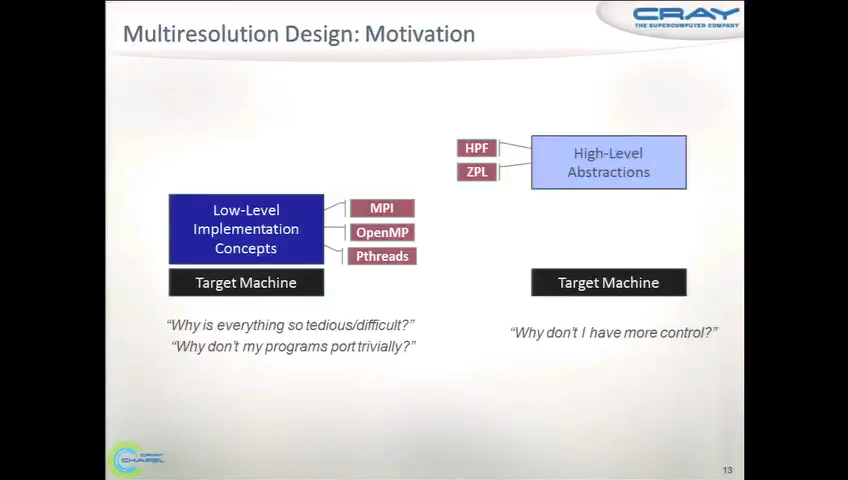 CRAY
THE SUPERCOMPUTER COMPANY
Multiresolution Design: Motivation
HPF
ZPL
High-Level
Abstractions
Low-Level
Implementation
Concepts
MPI
OpenMP
Pthreads
Target Machine
Target Machine
“Why is everything so tedious/difficult?”
“Why don’t my programs port trivially?”
“Why don’t I have more control?”
CRAY
CHAPEL
13